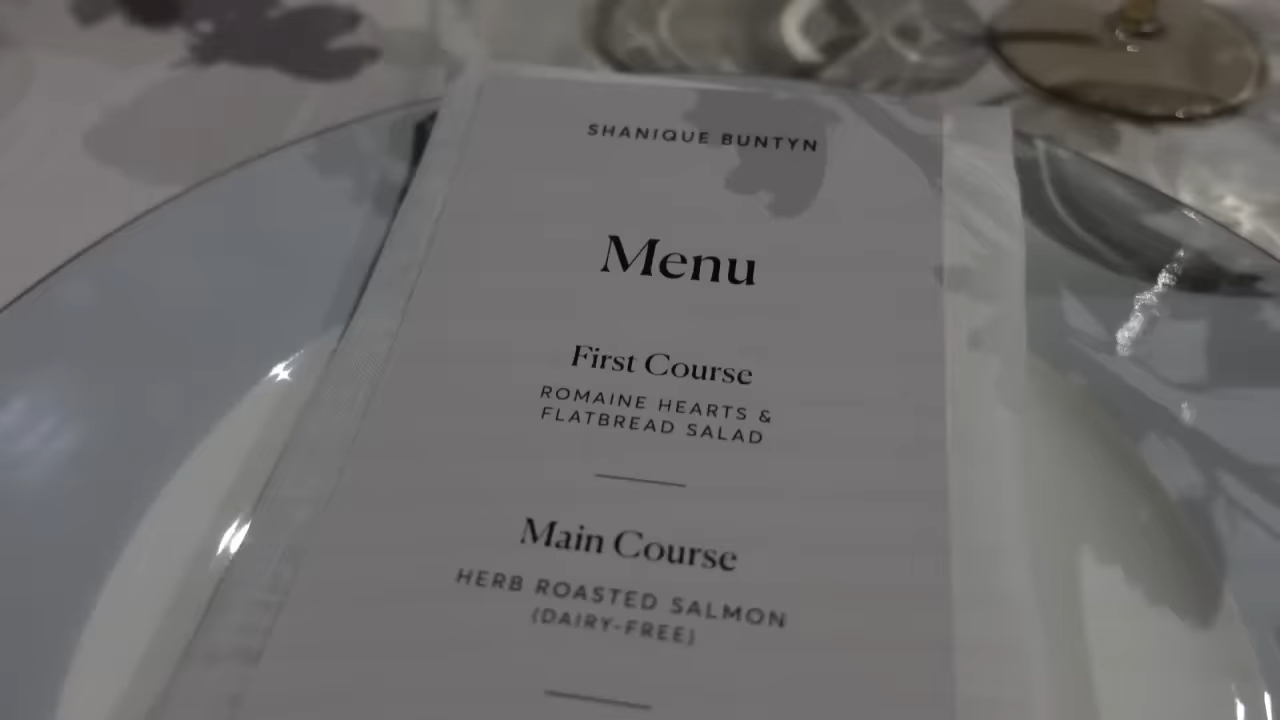 SHANIQUE BUNTYN
Menu
First Course
ROMAINE HEARTS &
FLATBREAD SALAD
Main Course
HERB ROASTED SALMON
(DAIRY-FREE)